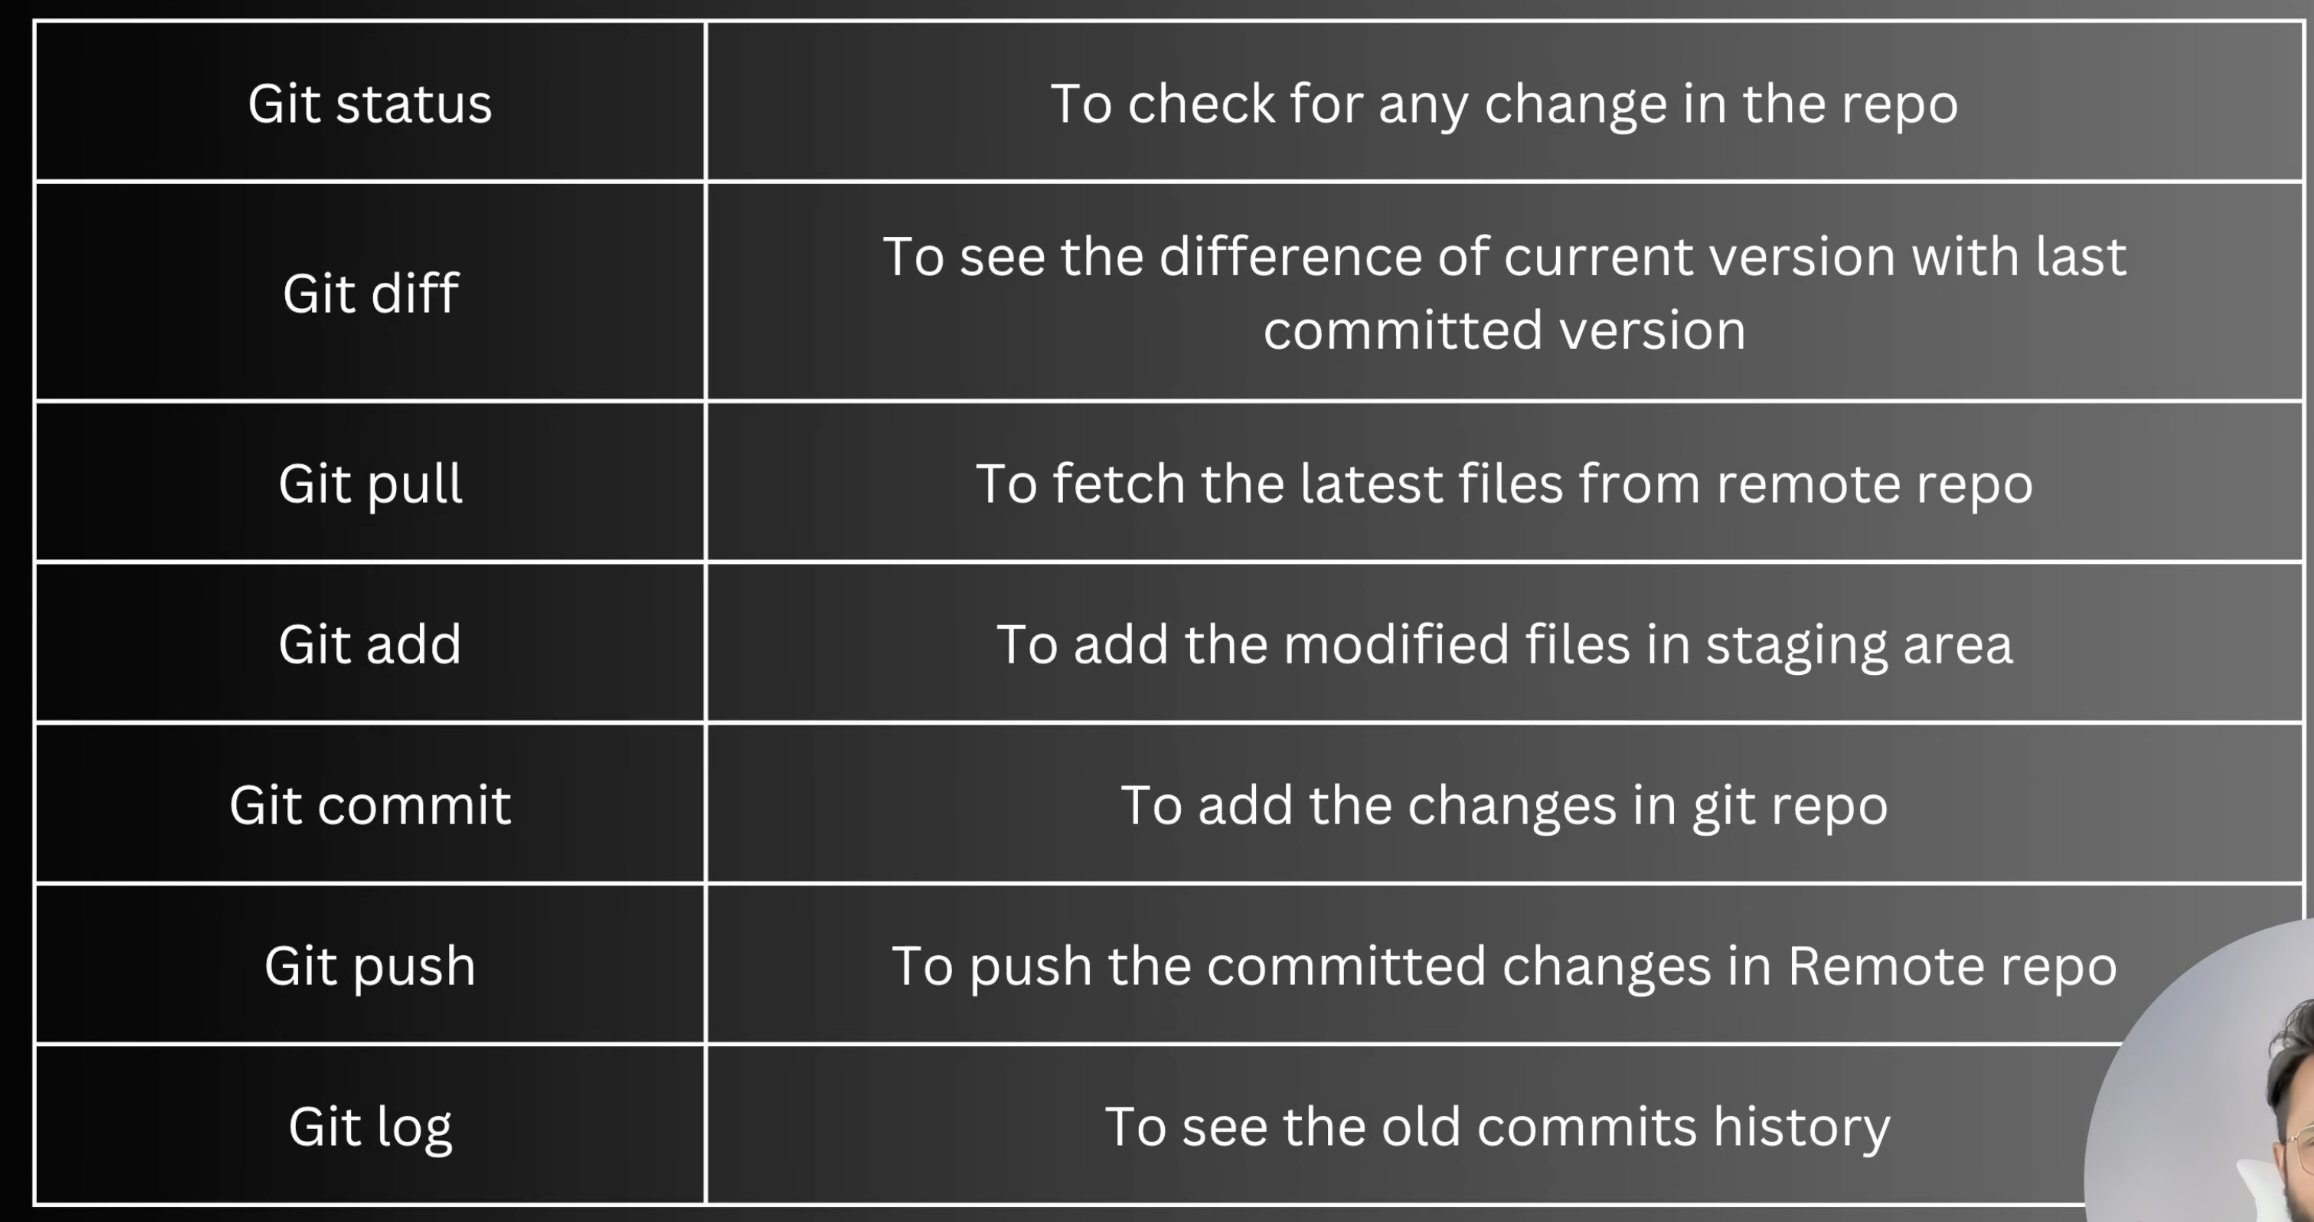 Git status
To check for any change in the repo
Git diff
To see the difference of current version with last
committed version
Git pull
To fetch the latest files from remote repo
Git add
To add the modified files in staging area
Git commit
To add the changes in git repo
Git push
To push the committed changes in Remote repo
Git log
To see the old commits history